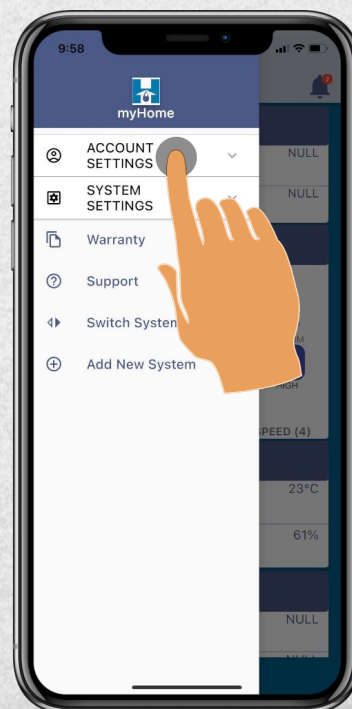 9:58
2
myHome
ACCOUNT
SETTINGS
NULL
SYSTEM
SETTINGS
NULL
Warranty
Support
Switch System
Add New System
HIGH
SPEED (4)
23°C
61%
NULL